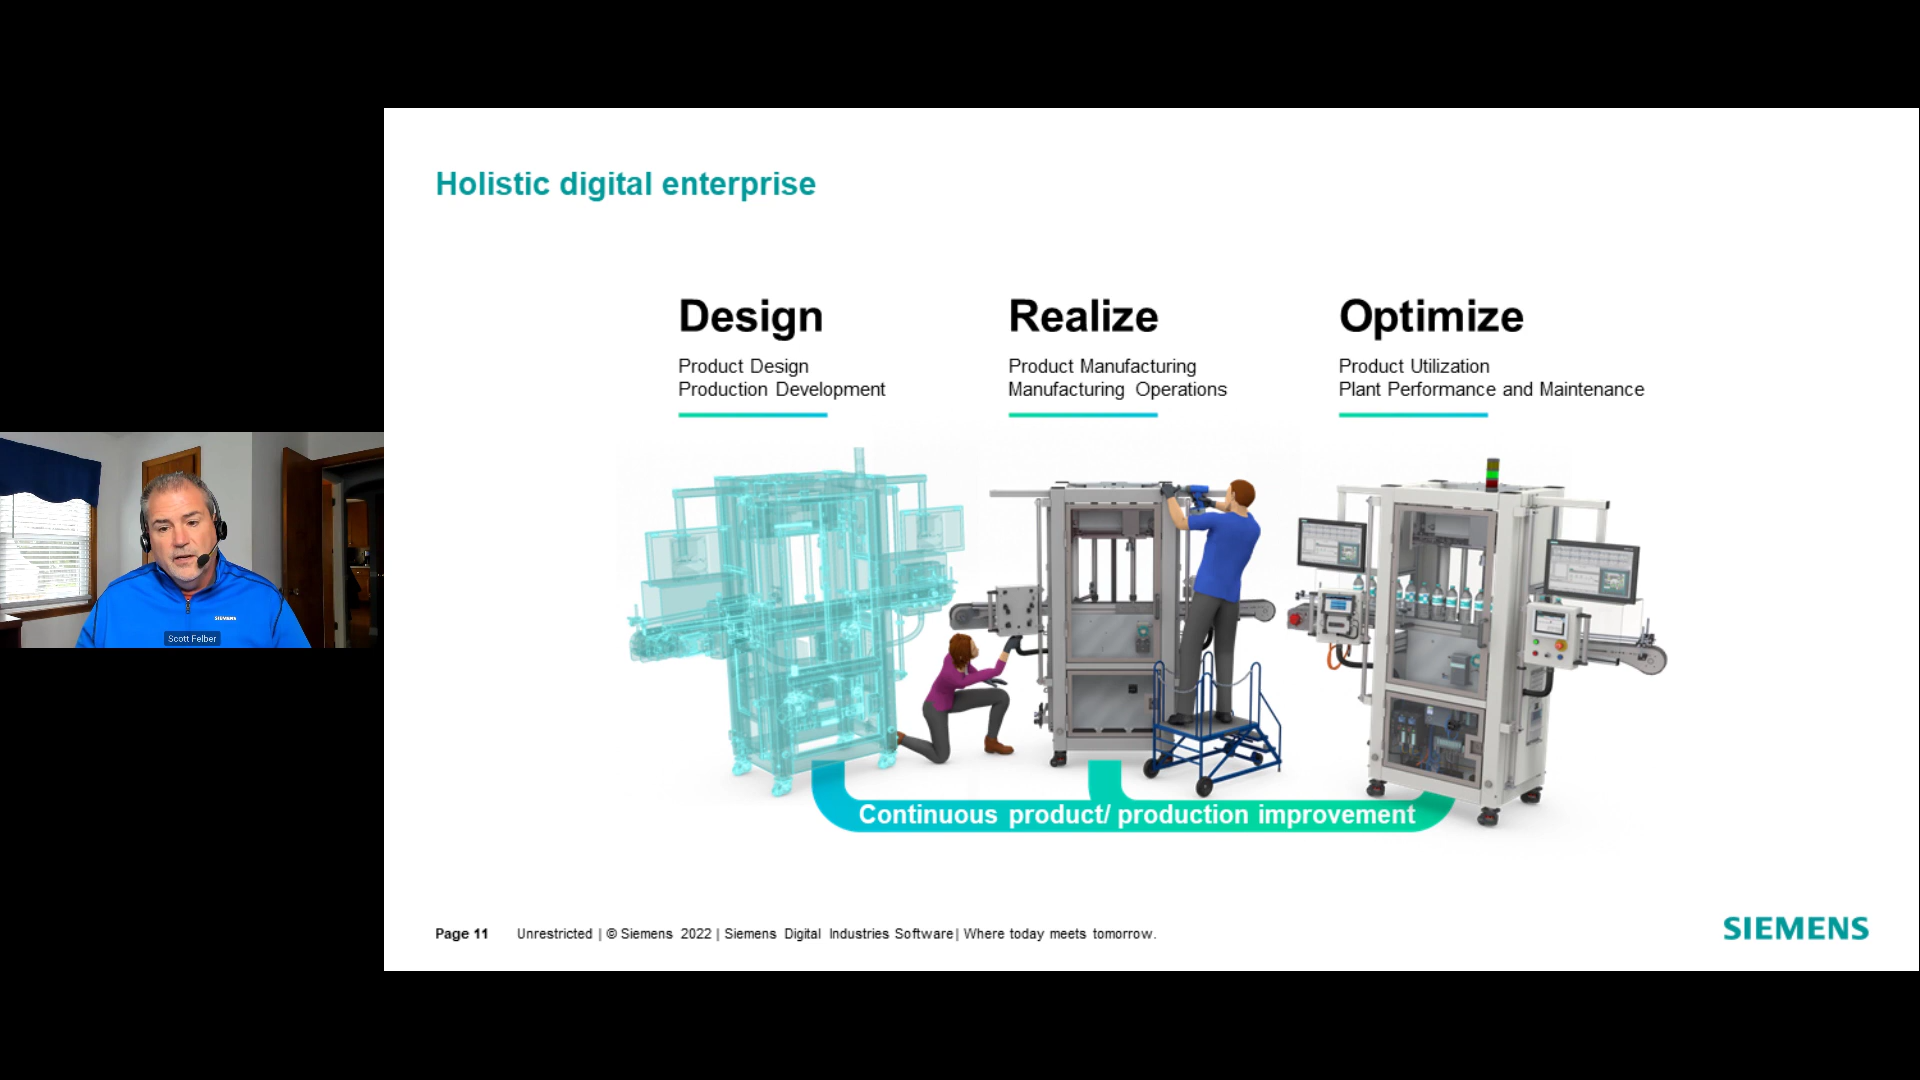 Holistic digital enterprise
Design
Product Design
Production Development
Realize
Product Manufacturing
Manufacturing Operations
Optimize
Product Utilization
Plant Performance and Maintenance
SIEMENS
Scott Felber
Continuous product/ production improvement
Page 11 Unrestricted | © Siemens 2022 | Siemens Digital Industries Software| Where today meets tomorrow.
SIEMENS